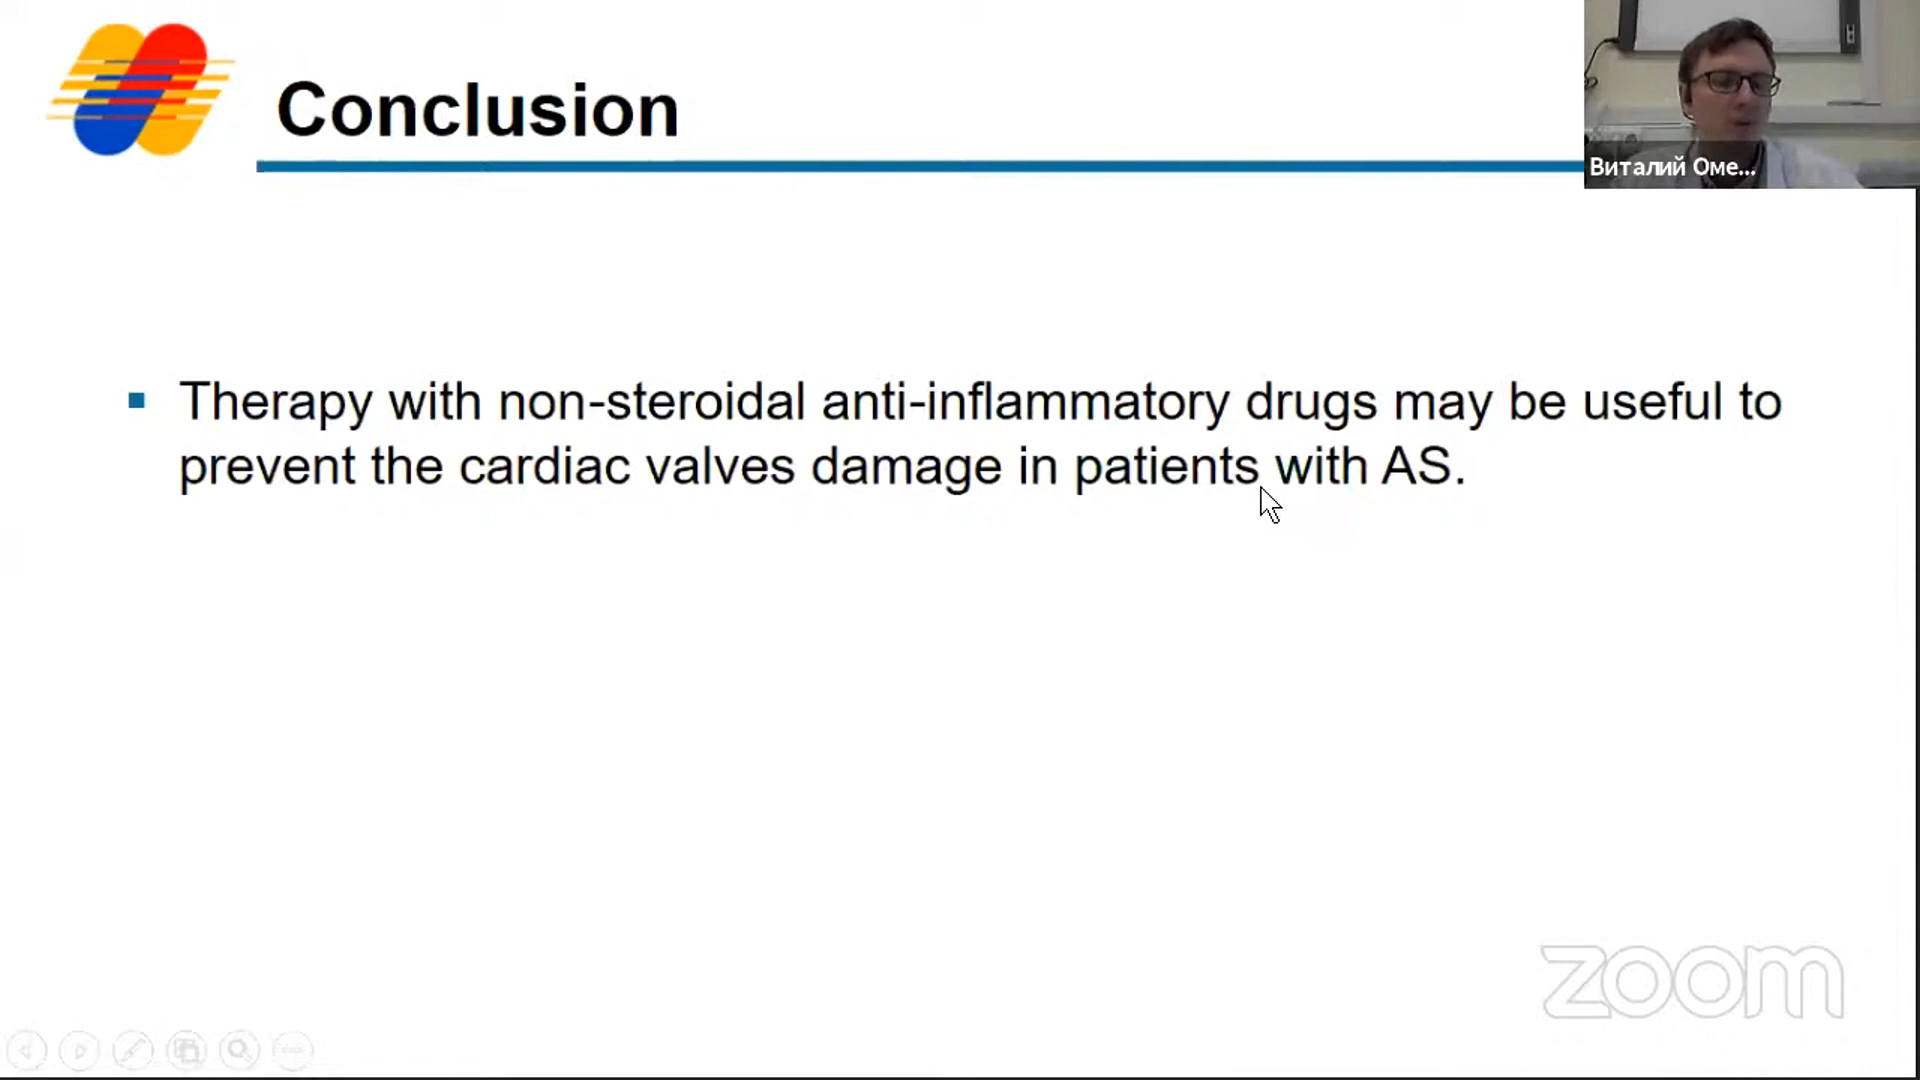 Conclusion
Виталий Оме...
Therapy with non-steroidal anti-inflammatory drugs may be useful to
prevent the cardiac valves damage in patients with AS.
zoom